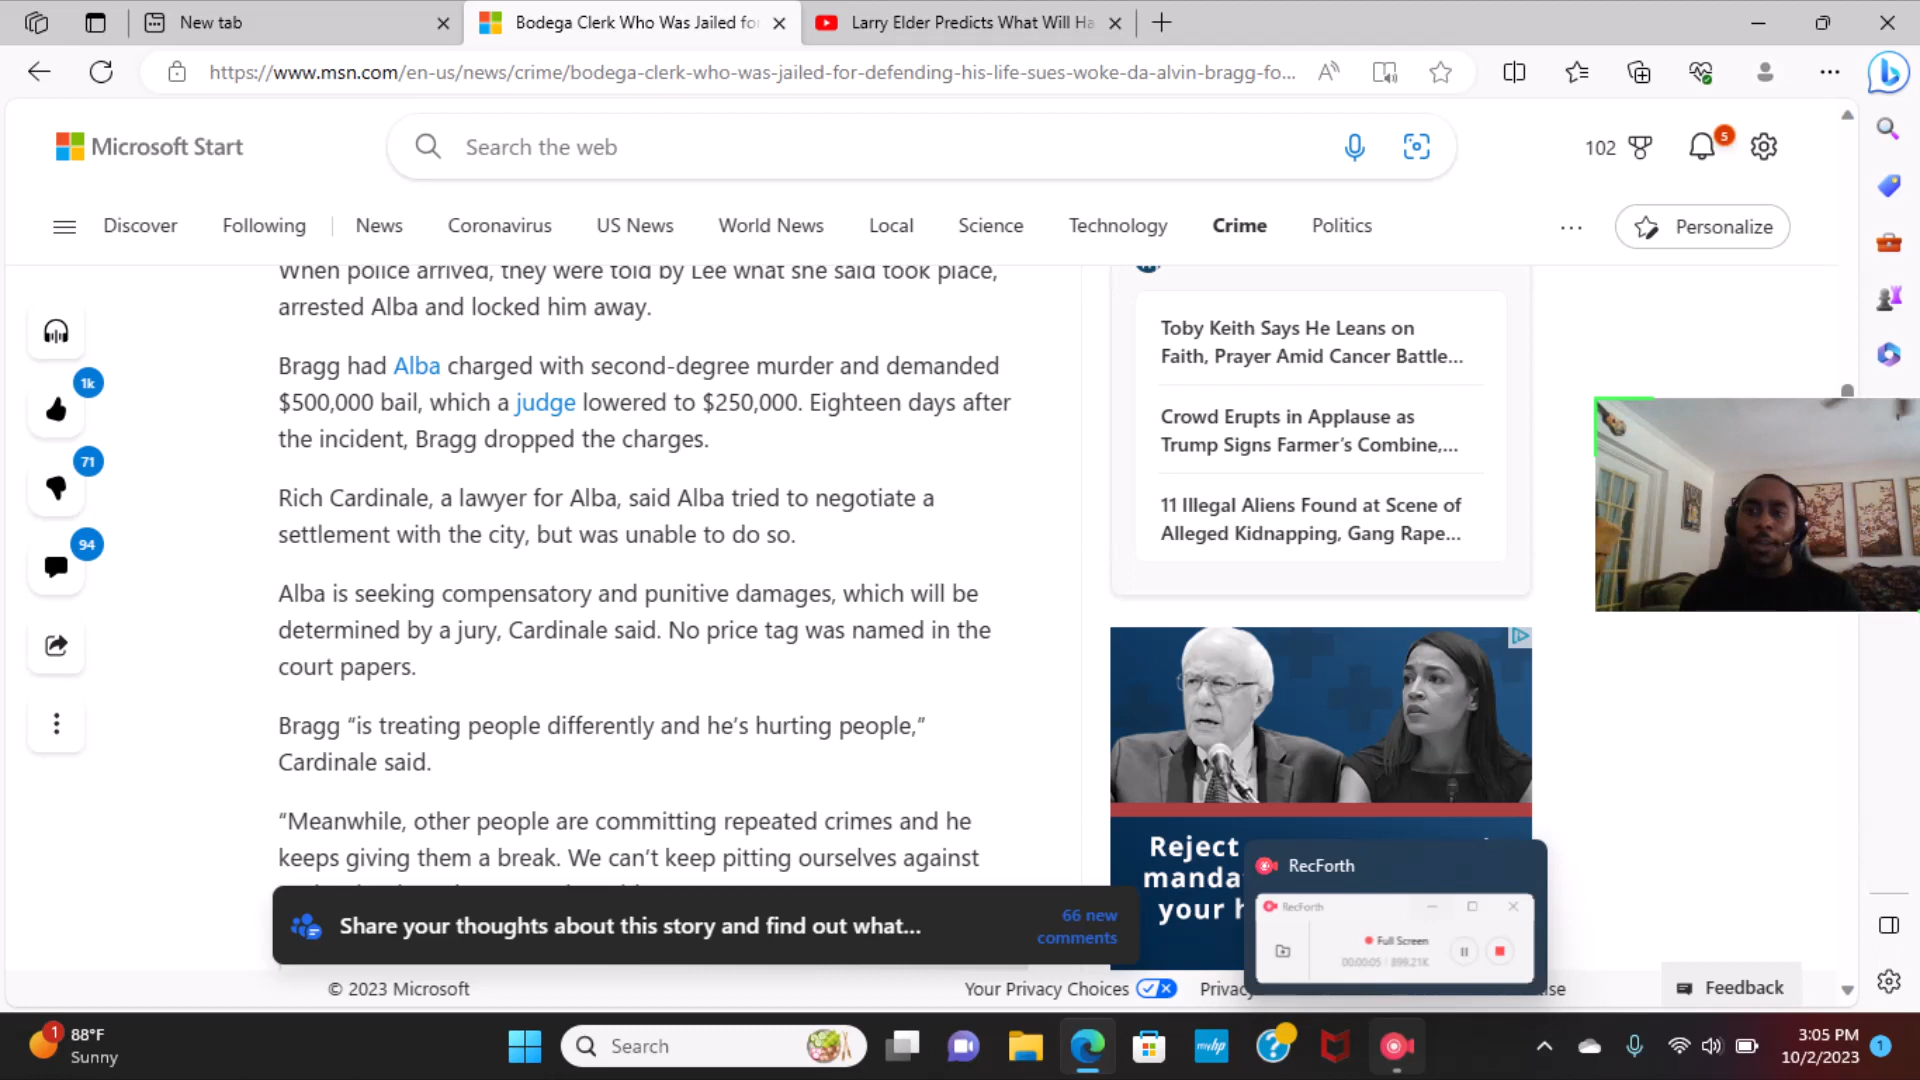 New tab
Bodega Clerk Who Was Jailed fo
Larry Elder Predicts What Will Ha
https://www.msn.com/en-us/news/crime/bodega-clerk-who-was-jailed-for-defending-his-life-sues-woke-da-alvin-bragg-fo...
Microsoft Start
Search the web
102
5
Discover
Following
News
Coronavirus
US News
World News
Local
Science
Technology
Crime
Politics
Personalize
When police arrived, they were told by Lee what she said took place,
arrested Alba and locked him away.
Bragg had Alba charged with second-degree murder and demanded
$500,000 bail, which a judge lowered to $250,000. Eighteen days after
the incident, Bragg dropped the charges.
Rich Cardinale, a lawyer for Alba, said Alba tried to negotiate a
settlement with the city, but was unable to do so.
Alba is seeking compensatory and punitive damages, which will be
determined by a jury, Cardinale said. No price tag was named in the
court papers.
Bragg “is treating people differently and he’s hurting people,”
Cardinale said.
“Meanwhile, other people are committing repeated crimes and he
keeps giving them a break. We can’t keep pitting ourselves against
1k
71
94
Toby Keith Says He Leans on
Faith, Prayer Amid Cancer Battle...
Crowd Erupts in Applause as
Trump Signs Farmer’s Combine,...
11 Illegal Aliens Found at Scene of
Alleged Kidnapping, Gang Rape...
Reject
manda
your h
RecForth
RecForth
Full Screen
00:00:05 / 899.21K
Share your thoughts about this story and find out what...
66 new
comments
© 2023 Microsoft
Your Privacy Choices
Privacy
Feedback
1
88°F
Sunny
Search
myhp
3:05 PM
10/2/2023
1